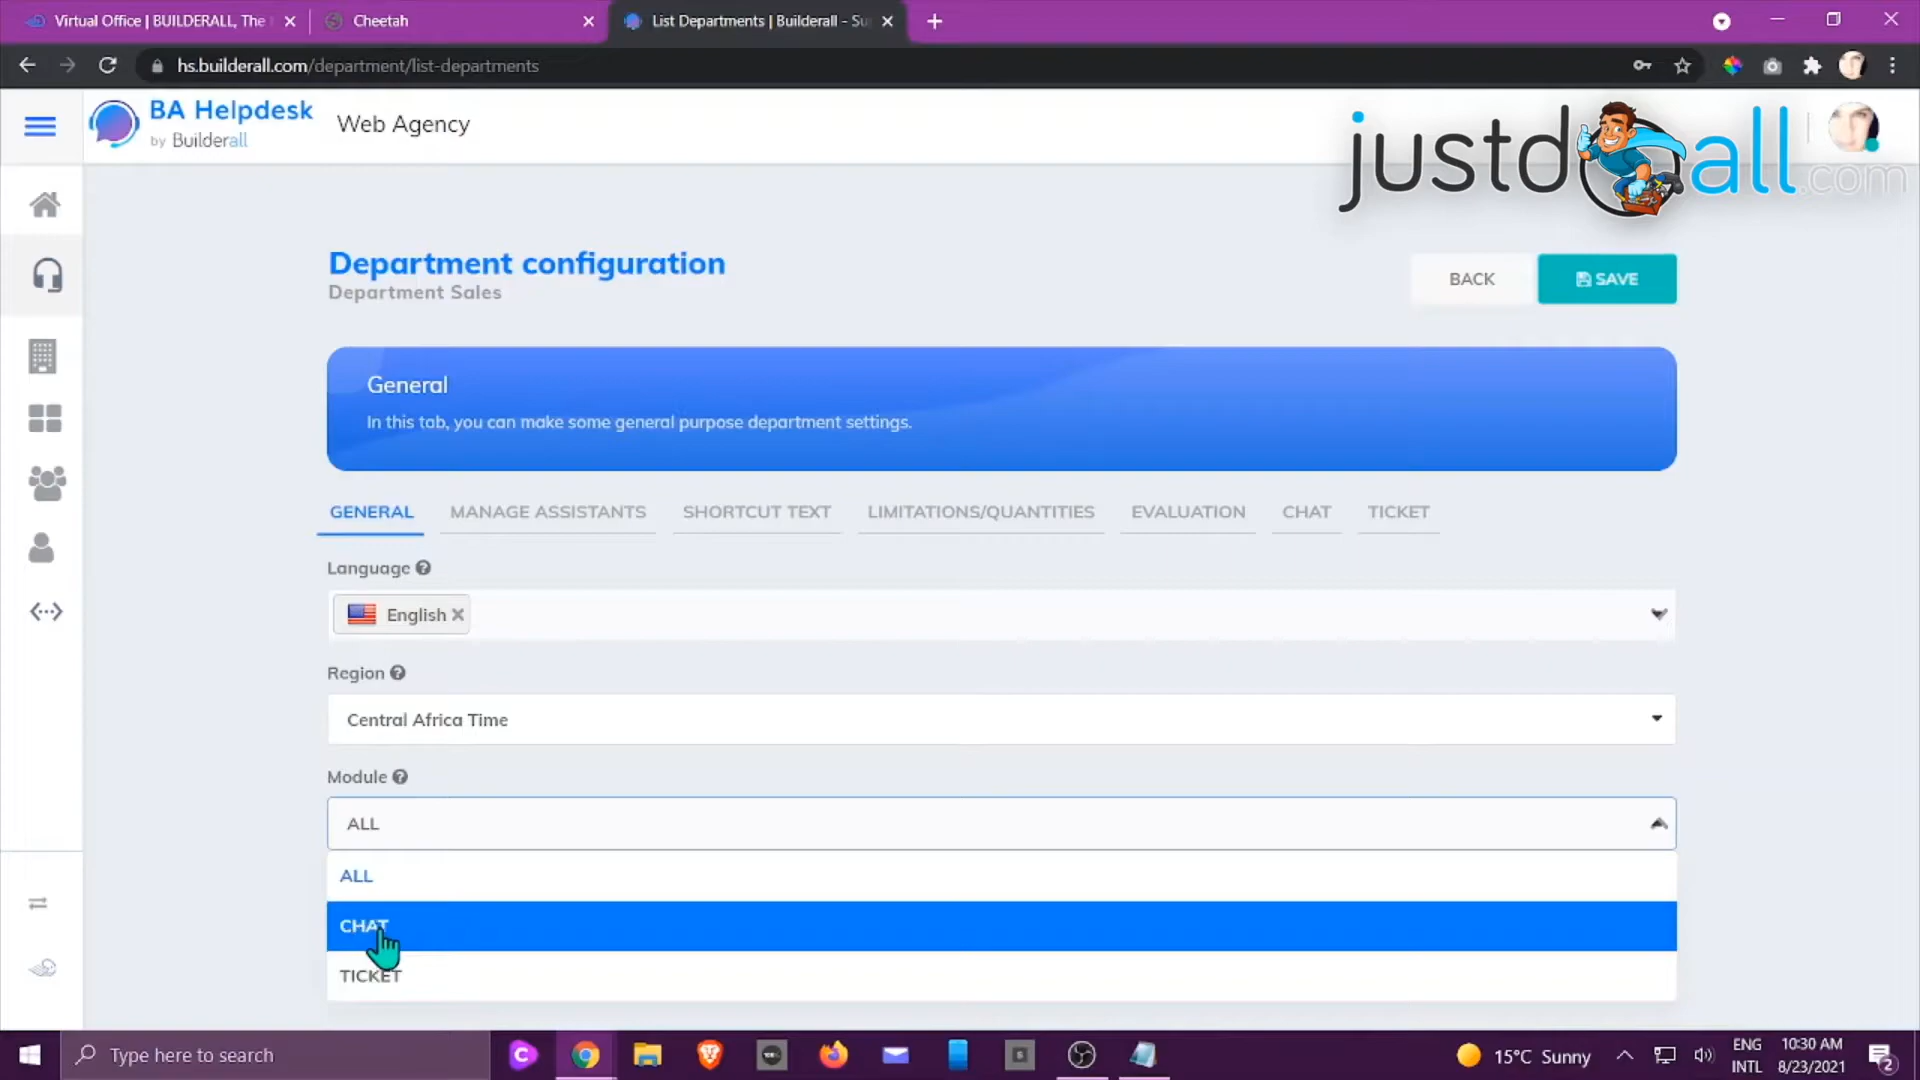 Virtual Office | BUILDERALL, The
Cheetah
List Departments | Builderall - Su
hs.builderall.com/department/list-departments
BA Helpdesk
by Builderall
Web Agency
justdoall.com
Department configuration
Department Sales
BACK
SAVE
General
In this tab, you can make some general purpose department settings.
GENERAL
MANAGE ASSISTANTS
SHORTCUT TEXT
LIMITATIONS/QUANTITIES
EVALUATION
CHAT
TICKET
Language
English
Region
Central Africa Time
Module
ALL
ALL
CHAT
TICKET
Type here to search
15°C Sunny
ENG
INTL
10:30 AM
8/23/2021
2